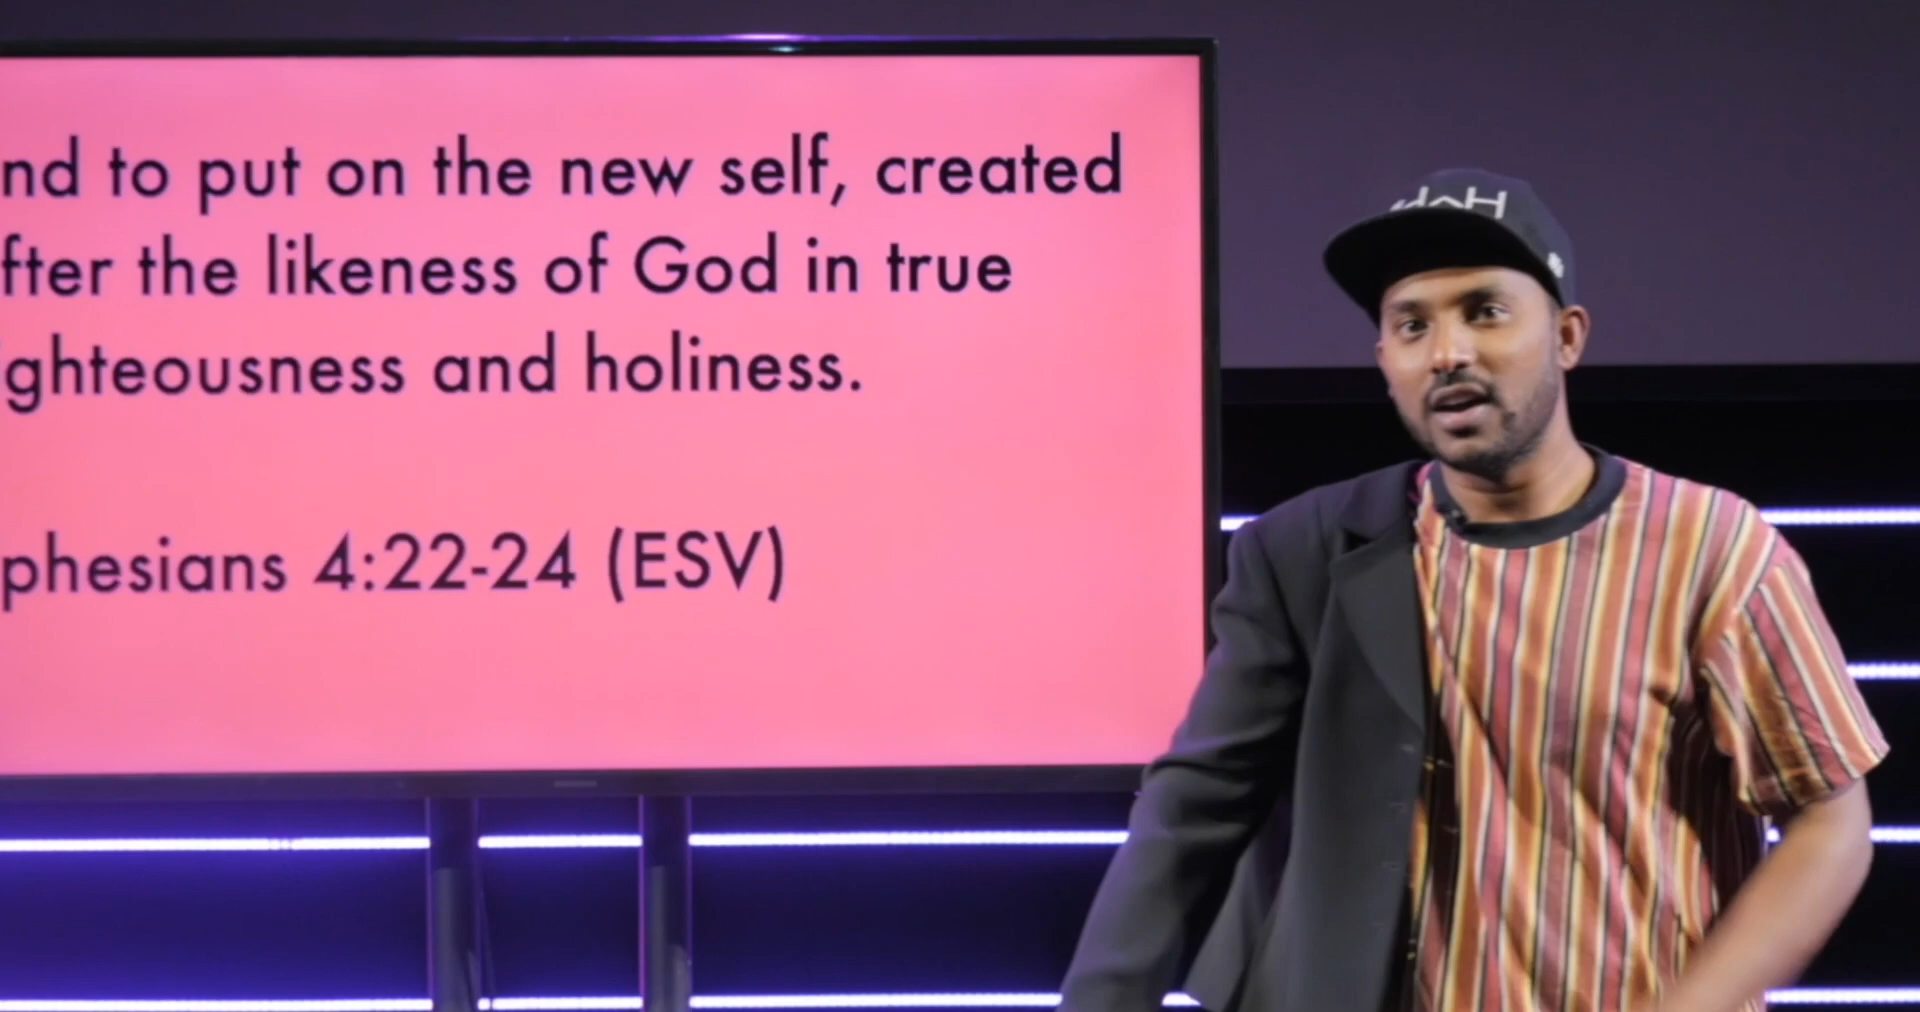 nd to put on the new self, created
fter the likeness of God in true
ghteousness and holiness.
phesians 4:22-24 (ESV)